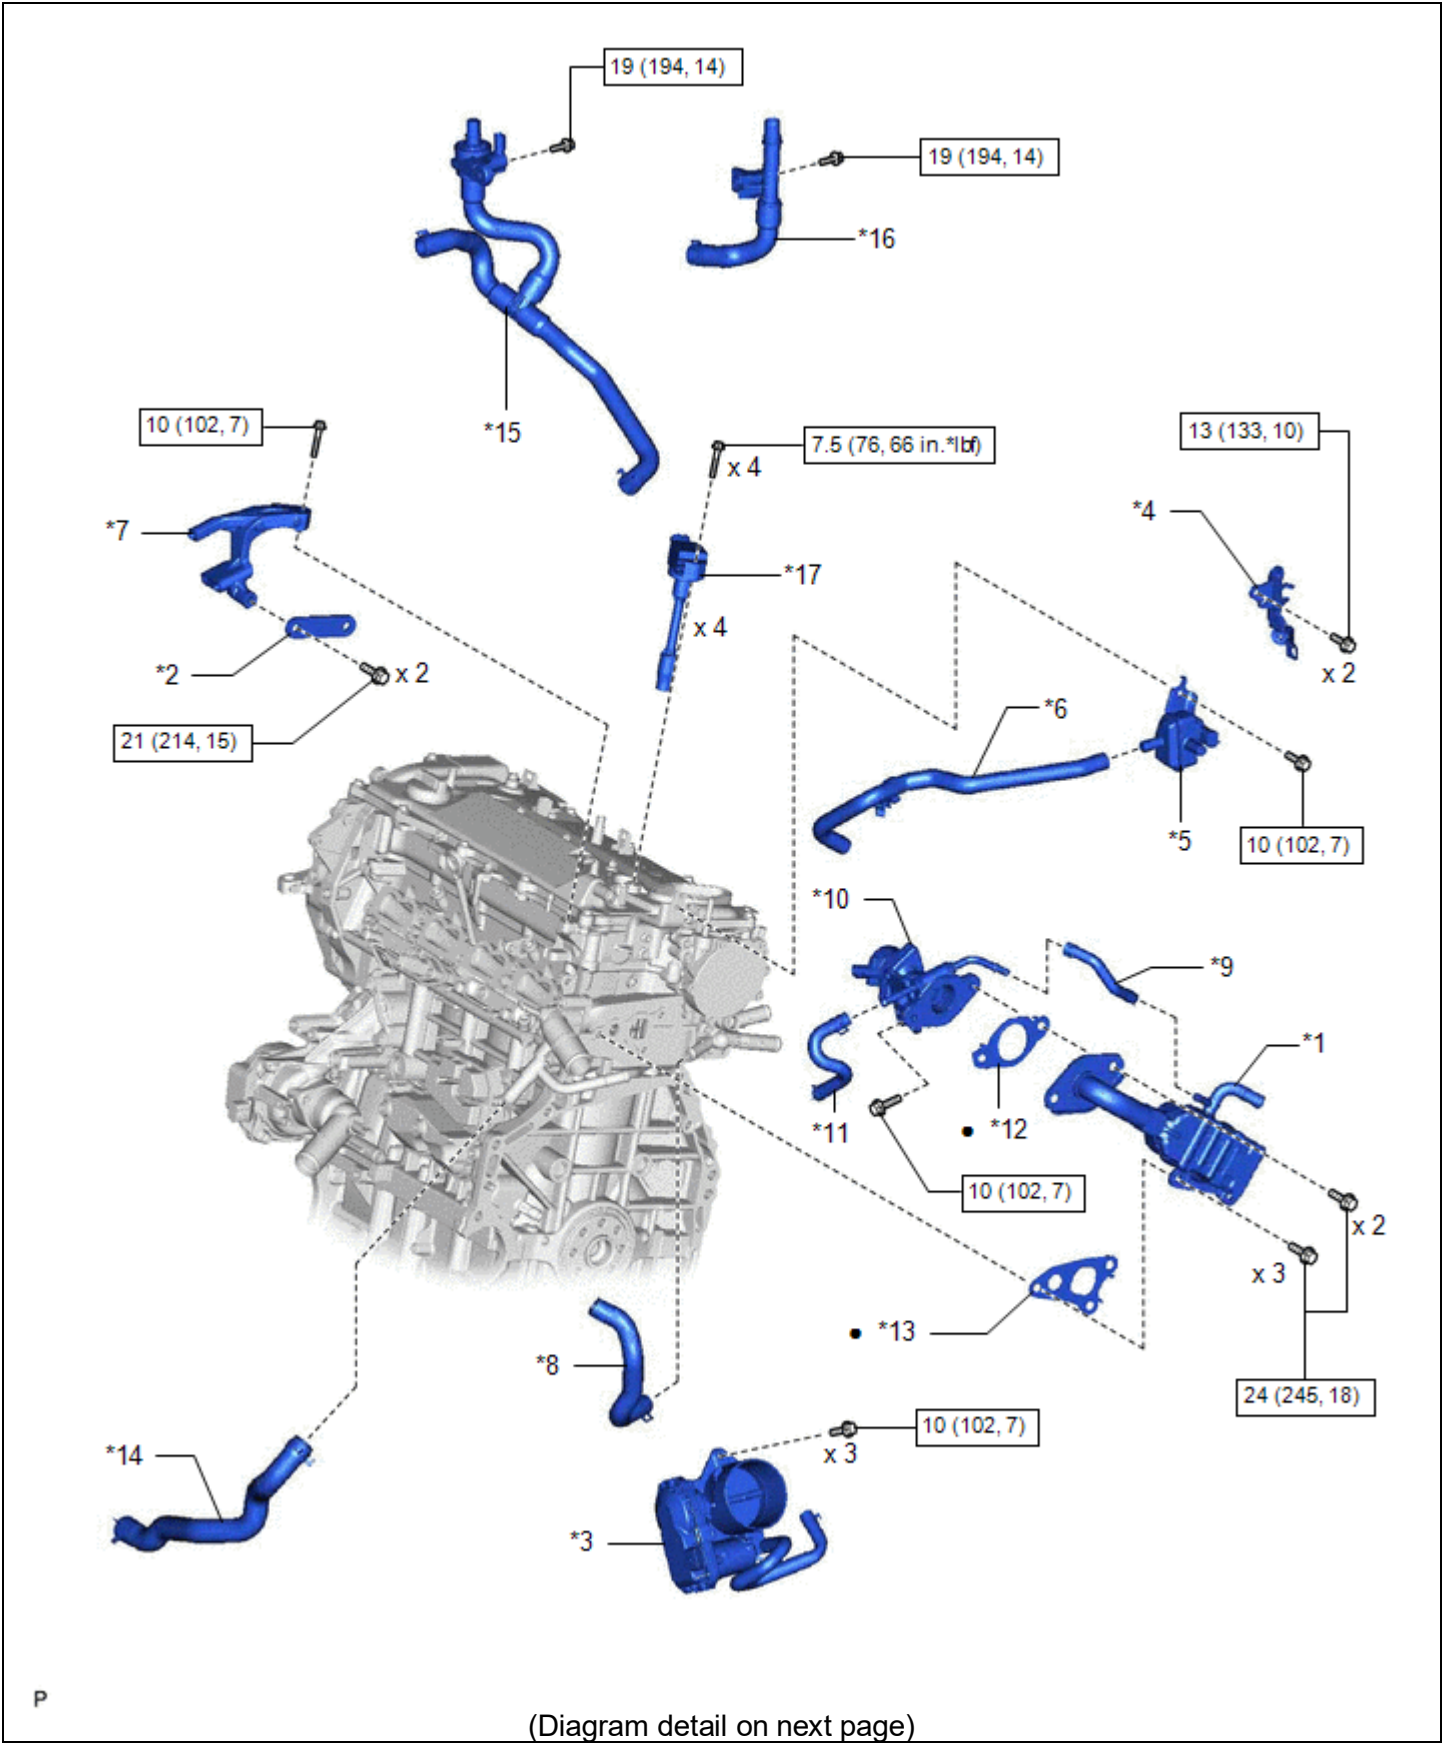 19 (194, 14)
19 (194, 14)
*16
*15
10 (102, 7)
7.5 (76, 66 in.*lbf)
x 4
13 (133, 10)
*4
*7
*17
x 4
*2
x 2
x 2
*6
21 (214, 15)
*5
10 (102, 7)
*10
*9
*1
*11
● *12
10 (102, 7)
x 2
x 3
● *13
*8
24 (245, 18)
10 (102, 7)
x 3
*14
*3
P
(Diagram detail on next page)